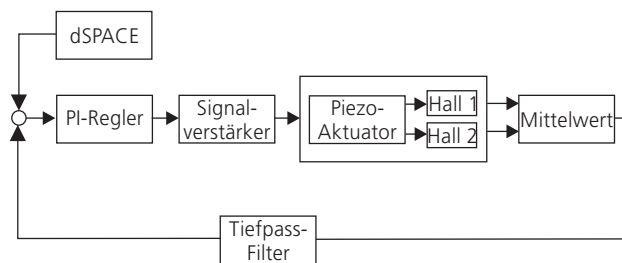 dSPACE
PI-Regler
Signal-
verstärker
Piezo-
Aktuator
Hall 1
Hall 2
Mittelwert
Tiefpass-
Filter